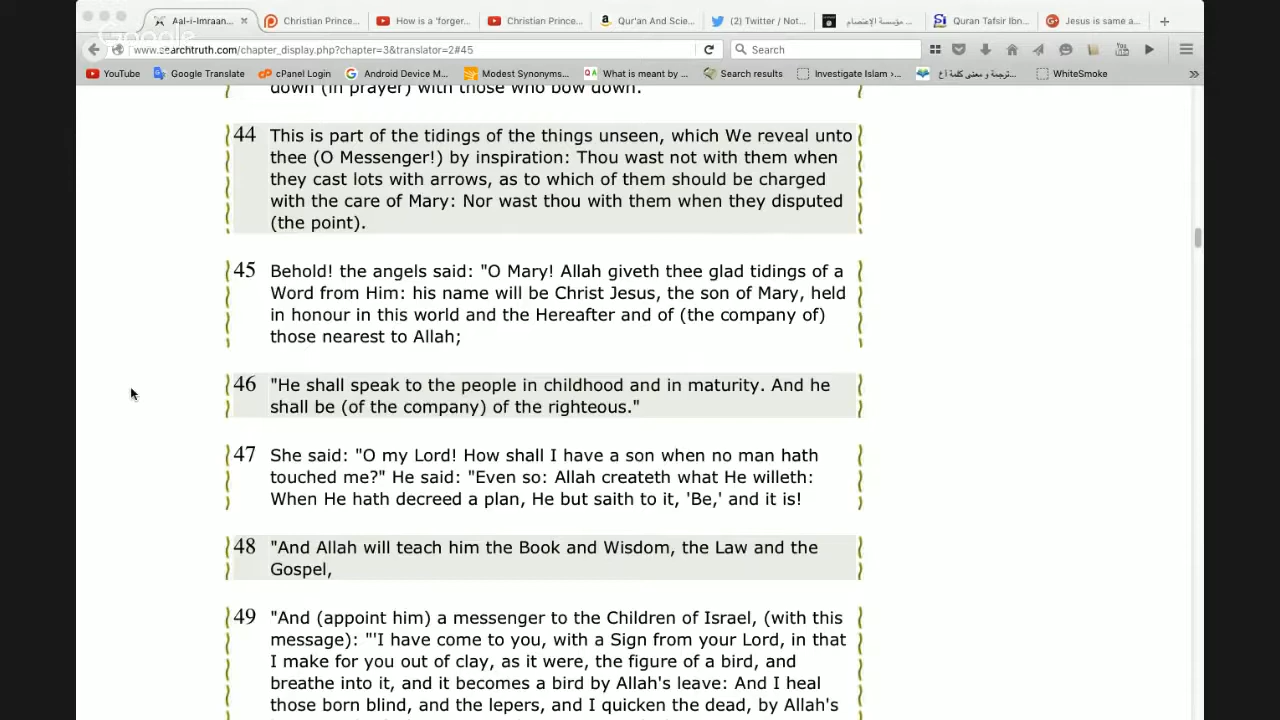 Aal-i-Imraan...
Christian Prince...
How is a 'forger...
Christian Prince...
Qur'an And Scie...
(2) Twitter / Not...
مؤسسة الإعتصام ...
Quran Tafsir Ibn...
Jesus is same a...
Google
www.searchtruth.com/chapter_display.php?chapter=3&translator=2#45
Search
YouTube
Google Translate
cPanel Login
Android Device M...
Modest Synonyms...
What is meant by ...
Search results
Investigate Islam ›...
ترجمة و معنى كلمة أع...
WhiteSmoke
down (in prayer) with those who bow down."
44 This is part of the tidings of the things unseen, which We reveal unto
thee (O Messenger!) by inspiration: Thou wast not with them when
they cast lots with arrows, as to which of them should be charged
with the care of Mary: Nor wast thou with them when they disputed
(the point).
45 Behold! the angels said: "O Mary! Allah giveth thee glad tidings of a
Word from Him: his name will be Christ Jesus, the son of Mary, held
in honour in this world and the Hereafter and of (the company of)
those nearest to Allah;
46 "He shall speak to the people in childhood and in maturity. And he
shall be (of the company) of the righteous."
47 She said: "O my Lord! How shall I have a son when no man hath
touched me?" He said: "Even so: Allah createth what He willeth:
When He hath decreed a plan, He but saith to it, 'Be,' and it is!
48 "And Allah will teach him the Book and Wisdom, the Law and the
Gospel,
49 "And (appoint him) a messenger to the Children of Israel, (with this
message): "'I have come to you, with a Sign from your Lord, in that
I make for you out of clay, as it were, the figure of a bird, and
breathe into it, and it becomes a bird by Allah's leave: And I heal
those born blind, and the lepers, and I quicken the dead, by Allah's